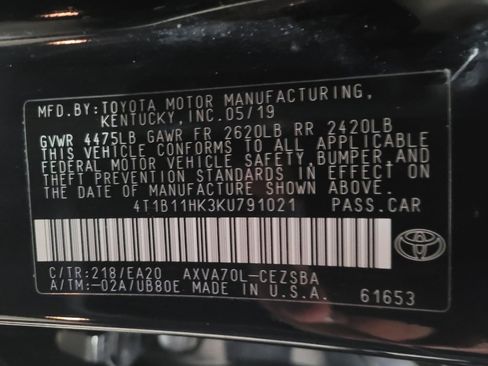 MFD.BY:TOYOTA MOTOR MANUFACTURING,
KENTUCKY,INC.05/19
GVWR 4475LB GAWR FR 2620LB RR 2420LB
THIS VEHICLE CONFORMS TO ALL APPLICABLE
FEDERAL MOTOR VEHICLE SAFETY,BUMPER,AND
THEFT PREVENTION STANDARDS IN EFFECT ON
THE DATE OF MANUFACTURE SHOWN ABOVE.
4T1B11HK3KU791021 PASS.CAR
C/TR:218/EA20 AXVA70L-CEZSBA
A/TM:-02A/UB80E MADE IN U.S.A. 61653